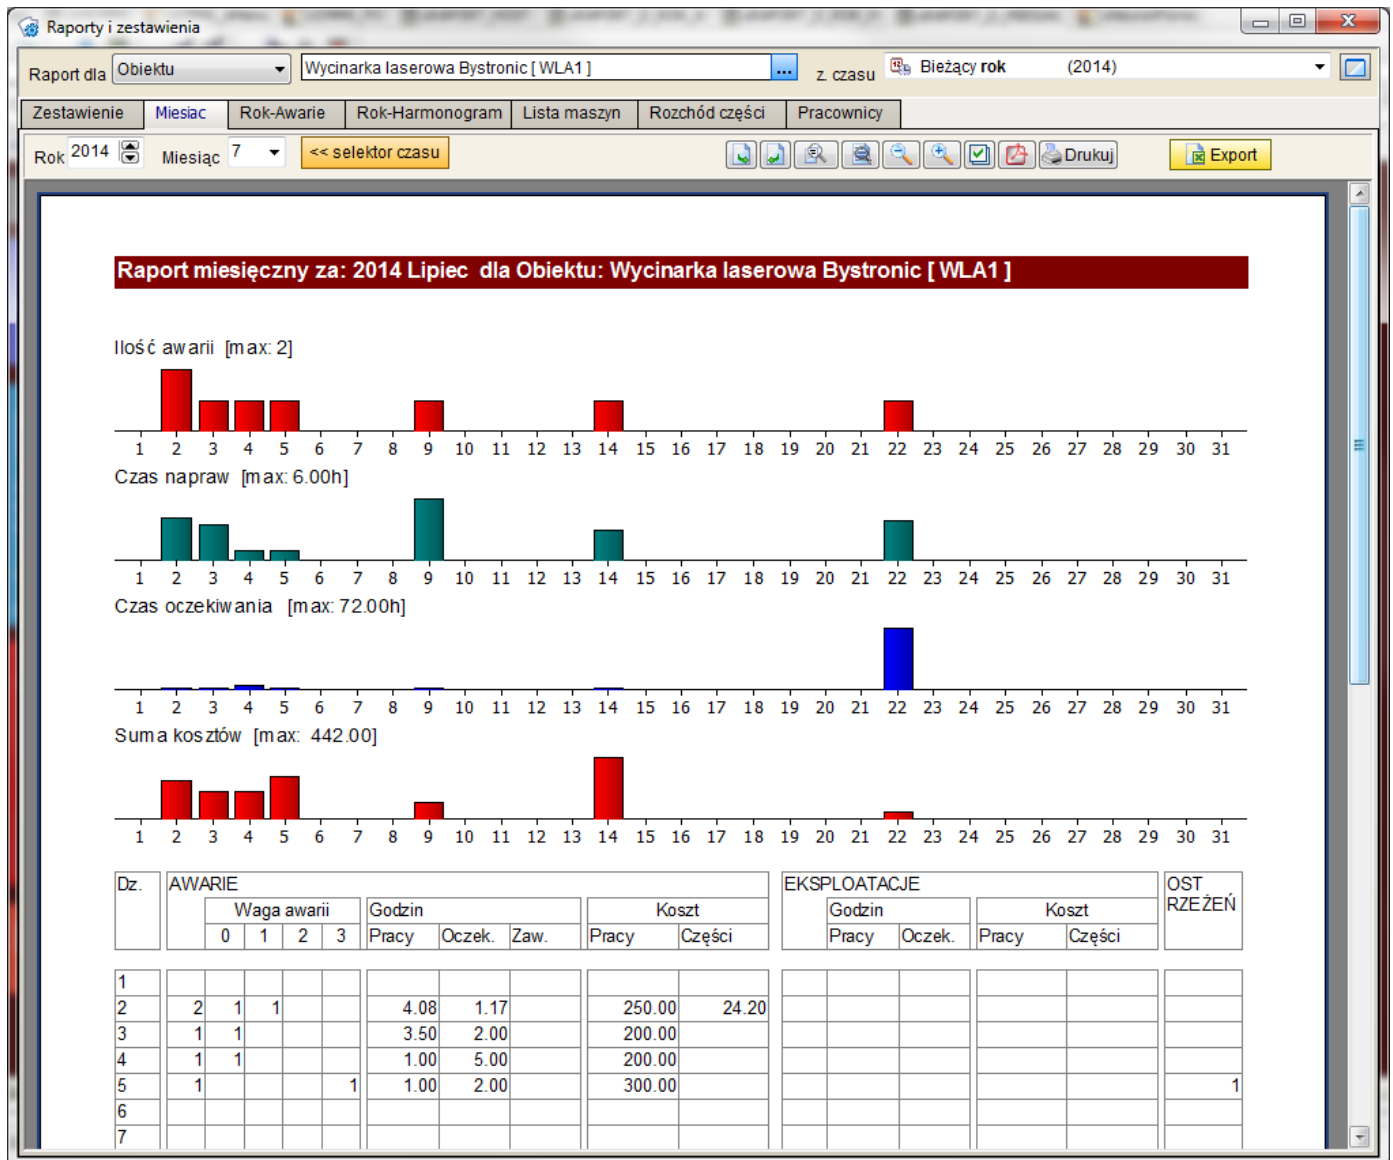 Raporty i zestawienia
Raport dla Obiektu Wycinarka laserowa Bystronic [ WLA1 ] ... z. czasu Bieżący rok (2014)
Zestawienie Miesiac Rok-Awarie Rok-Harmonogram Lista maszyn Rozchód części Pracownicy
Rok 2014 Miesiąc 7 << selektor czasu Drukuj Export
Raport miesięczny za: 2014 Lipiec dla Obiektu: Wycinarka laserowa Bystronic [ WLA1 ]
Ilość awarii [max: 2]
1 2 3 4 5 6 7 8 9 10 11 12 13 14 15 16 17 18 19 20 21 22 23 24 25 26 27 28 29 30 31
Czas napraw [max: 6.00h]
1 2 3 4 5 6 7 8 9 10 11 12 13 14 15 16 17 18 19 20 21 22 23 24 25 26 27 28 29 30 31
Czas oczekiwania [max: 72.00h]
1 2 3 4 5 6 7 8 9 10 11 12 13 14 15 16 17 18 19 20 21 22 23 24 25 26 27 28 29 30 31
Suma kosztów [max: 442.00]
1 2 3 4 5 6 7 8 9 10 11 12 13 14 15 16 17 18 19 20 21 22 23 24 25 26 27 28 29 30 31
Dz. AWARIE EKSPLOATACJE OST
Waga awarii Godzin Koszt Godzin Koszt RZEŻEŃ
0 1 2 3 Pracy Oczek. Zaw. Pracy Części Pracy Oczek. Pracy Części
1
2 2 1 1 4.08 1.17 250.00 24.20
3 1 1 3.50 2.00 200.00
4 1 1 1.00 5.00 200.00
5 1 1 1.00 2.00 300.00 1
6
7